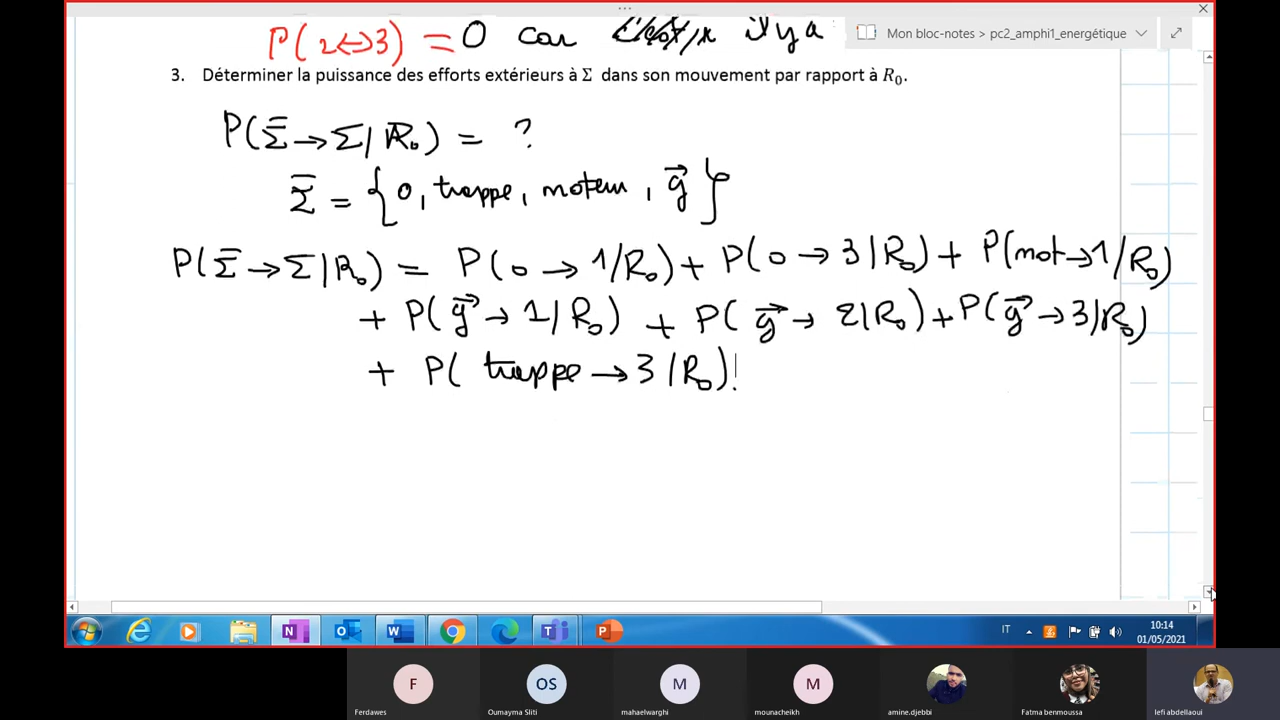 P(2↔3) = 0 car il y a
Mon bloc-notes > pc2_amphi1_energétique
3. Déterminer la puissance des efforts extérieurs à Σ dans son mouvement par rapport à R₀.
P(Σ̄→Σ/R₀) = ?
Σ̄ = {0, trappe, moteur, g⃗}
P(Σ̄→Σ/R₀) = P(0→1/R₀) + P(0→3/R₀) + P(mot→1/R₀)
+ P(g⃗→1/R₀) + P(g⃗→2/R₀) + P(g⃗→3/R₀)
+ P(trappe→3/R₀)
IT
10:14
01/05/2021
F
OS
M
M
Ferdawes
Oumayma Sliti
mahaelwarghi
mounacheikh
amine.djebbi
Fatma benmoussa
lefi abdellaoui